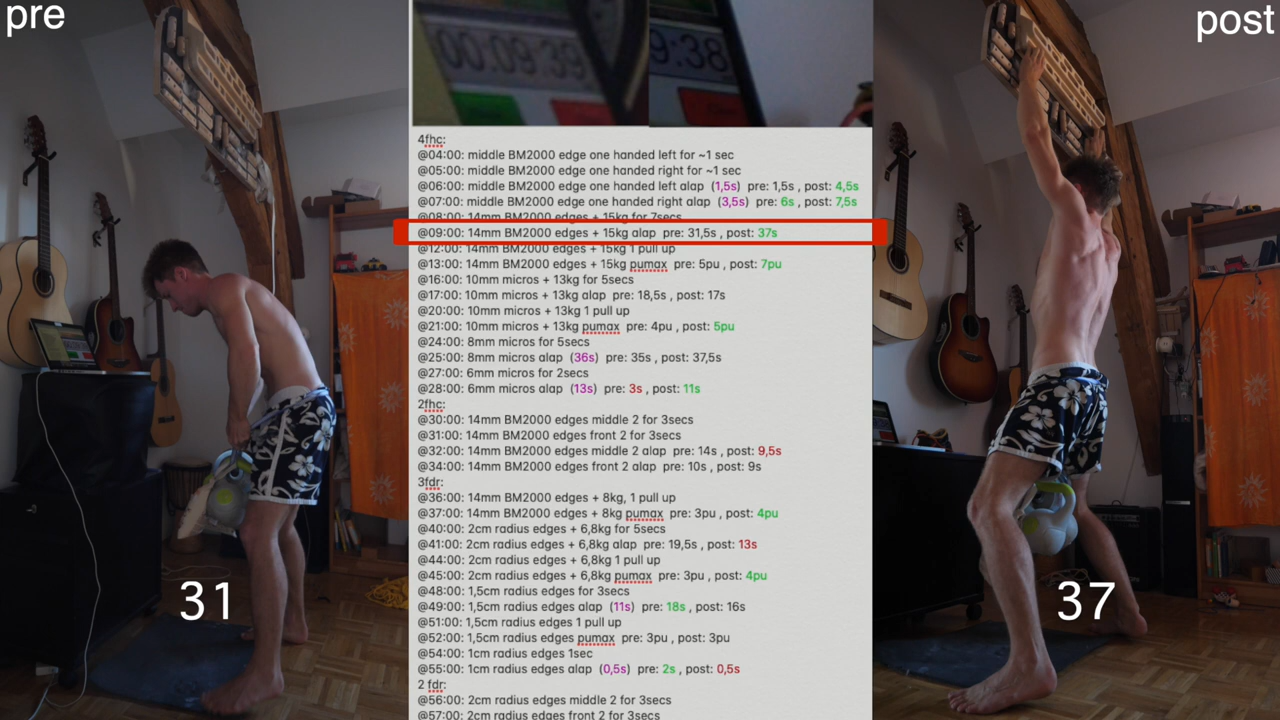 pre
post
00:09:39
9:38
4fhc:
@04:00: middle BM2000 edge one handed left for ~1 sec
@05:00: middle BM2000 edge one handed right for ~1 sec
@06:00: middle BM2000 edge one handed left alap (1,5s) pre: 1,5s , post: 4,5s
@07:00: middle BM2000 edge one handed right alap (3,5s) pre: 6s , post: 7,5s
@08:00: 14mm BM2000 edges + 15kg for 7secs
@09:00: 14mm BM2000 edges + 15kg alap pre: 31,5s , post: 37s
@12:00: 14mm BM2000 edges + 15kg 1 pull up
@13:00: 14mm BM2000 edges + 15kg pumax pre: 5pu , post: 7pu
@16:00: 10mm micros + 13kg for 5secs
@17:00: 10mm micros + 13kg alap pre: 18,5s , post: 17s
@20:00: 10mm micros + 13kg 1 pull up
@21:00: 10mm micros + 13kg pumax pre: 4pu , post: 5pu
@24:00: 8mm micros for 5secs
@25:00: 8mm micros alap (36s) pre: 35s , post: 37,5s
@27:00: 6mm micros for 2secs
@28:00: 6mm micros alap (13s) pre: 3s , post: 11s
2fhc:
@30:00: 14mm BM2000 edges middle 2 for 3secs
@31:00: 14mm BM2000 edges front 2 for 3secs
@32:00: 14mm BM2000 edges middle 2 alap pre: 14s , post: 9,5s
@34:00: 14mm BM2000 edges front 2 alap pre: 10s , post: 9s
3fdr:
@36:00: 14mm BM2000 edges + 8kg, 1 pull up
@37:00: 14mm BM2000 edges + 8kg pumax pre: 3pu , post: 4pu
@40:00: 2cm radius edges + 6,8kg for 5secs
@41:00: 2cm radius edges + 6,8kg alap pre: 19,5s , post: 13s
@44:00: 2cm radius edges + 6,8kg 1 pull up
@45:00: 2cm radius edges + 6,8kg pumax pre: 3pu , post: 4pu
@48:00: 1,5cm radius edges for 3secs
@49:00: 1,5cm radius edges alap (11s) pre: 18s , post: 16s
@51:00: 1,5cm radius edges 1 pull up
@52:00: 1,5cm radius edges pumax pre: 3pu , post: 3pu
@54:00: 1cm radius edges 1sec
@55:00: 1cm radius edges alap (0,5s) pre: 2s , post: 0,5s
2 fdr:
@56:00: 2cm radius edges middle 2 for 3secs
@57:00: 2cm radius edges front 2 for 3secs
31
37